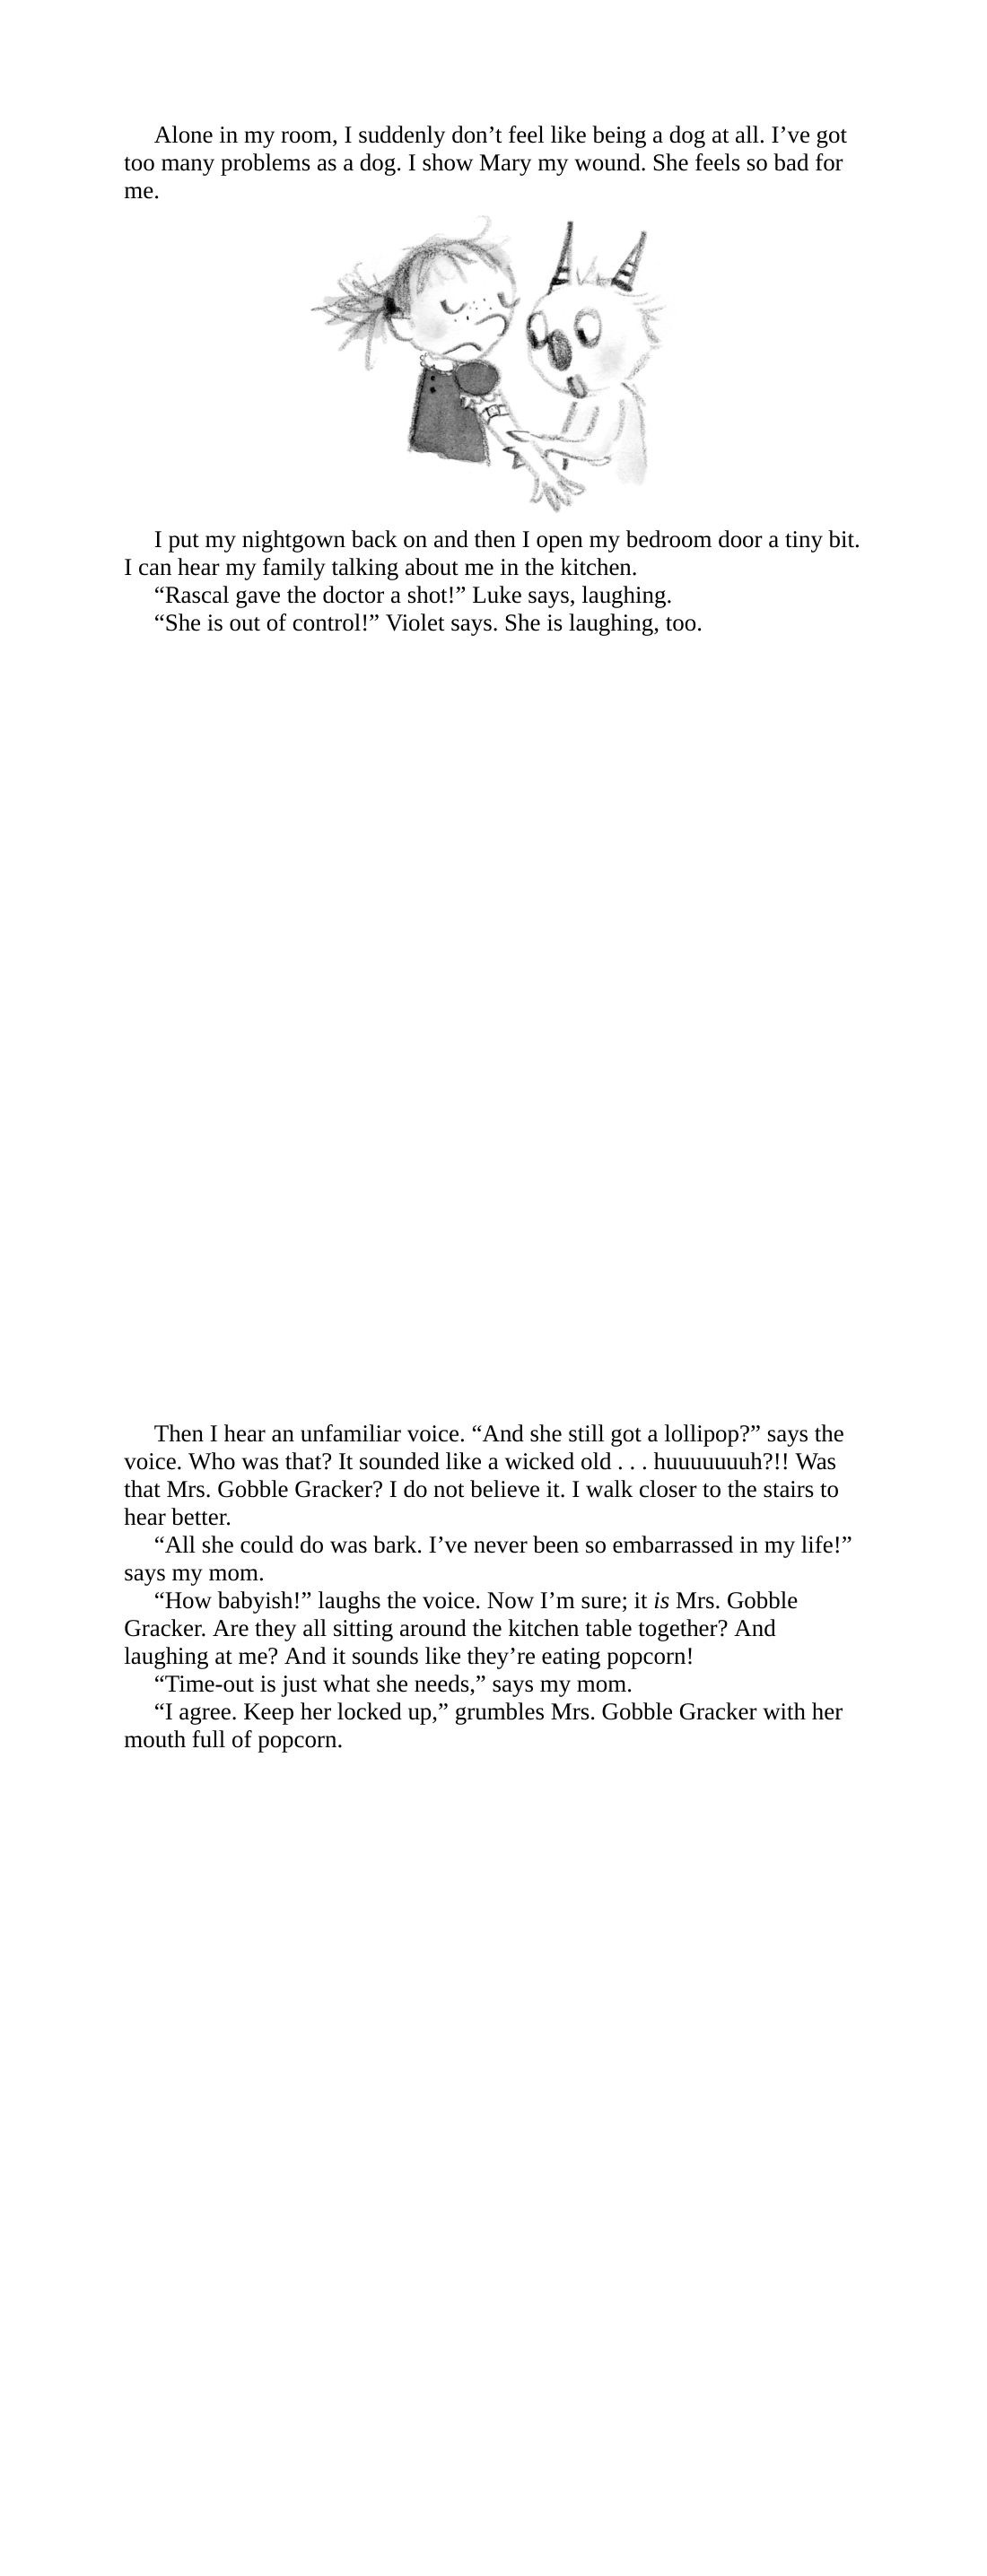 Alone in my room, I suddenly don’t feel like being a dog at all. I’ve got
too many problems as a dog. I show Mary my wound. She feels so bad for
me.
I put my nightgown back on and then I open my bedroom door a tiny bit.
I can hear my family talking about me in the kitchen.
“Rascal gave the doctor a shot!” Luke says, laughing.
“She is out of control!” Violet says. She is laughing, too.
Then I hear an unfamiliar voice. “And she still got a lollipop?” says the
voice. Who was that? It sounded like a wicked old . . . huuuuuuuh?!! Was
that Mrs. Gobble Gracker? I do not believe it. I walk closer to the stairs to
hear better.
“All she could do was bark. I’ve never been so embarrassed in my life!”
says my mom.
“How babyish!” laughs the voice. Now I’m sure; it is Mrs. Gobble
Gracker. Are they all sitting around the kitchen table together? And
laughing at me? And it sounds like they’re eating popcorn!
“Time-out is just what she needs,” says my mom.
“I agree. Keep her locked up,” grumbles Mrs. Gobble Gracker with her
mouth full of popcorn.